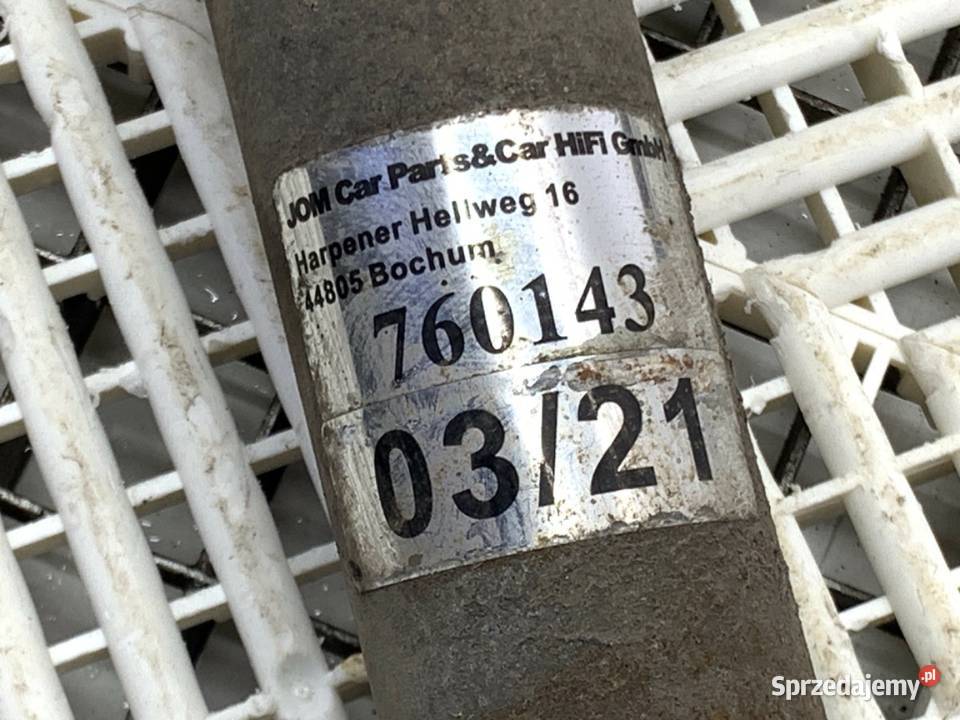 JOM Car Parts&Car HiFi GmbH
Harpener Hellweg 16
44805 Bochum
760143
03/21
Sprzedajemy.pl